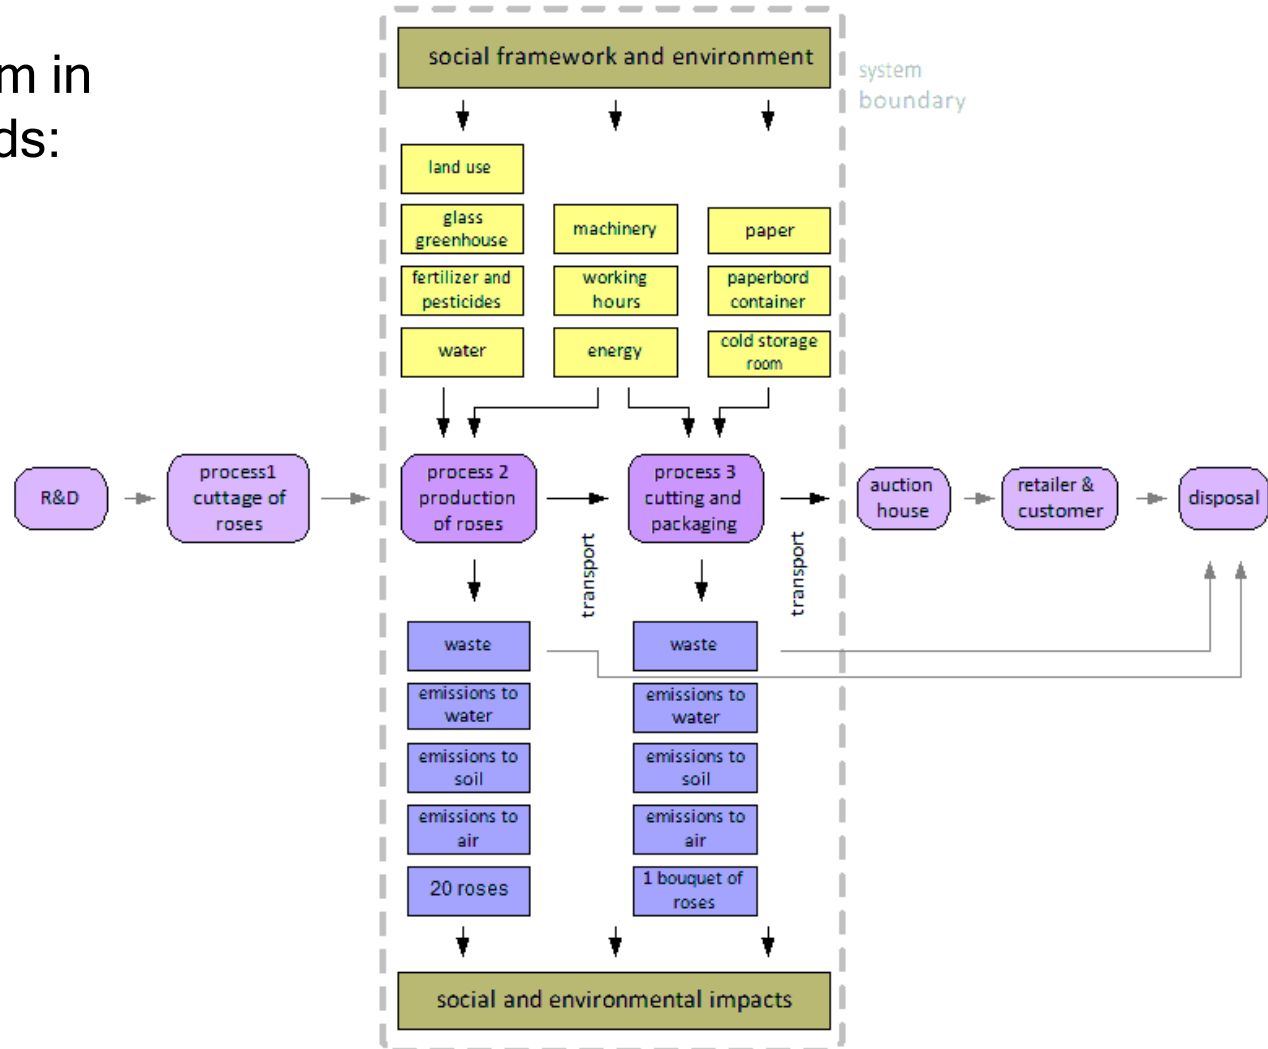 m in
ds:
social framework and environment
system
boundary
land use
glass
greenhouse
machinery
paper
fertilizer and
pesticides
working
hours
paperbord
container
water
energy
cold storage
room
R&D
process1
cuttage of
roses
process 2
production
of roses
process 3
cutting and
packaging
auction
house
retailer &
customer
disposal
transport
transport
waste
waste
emissions to
water
emissions to
water
emissions to
soil
emissions to
soil
emissions to
air
emissions to
air
20 roses
1 bouquet of
roses
social and environmental impacts